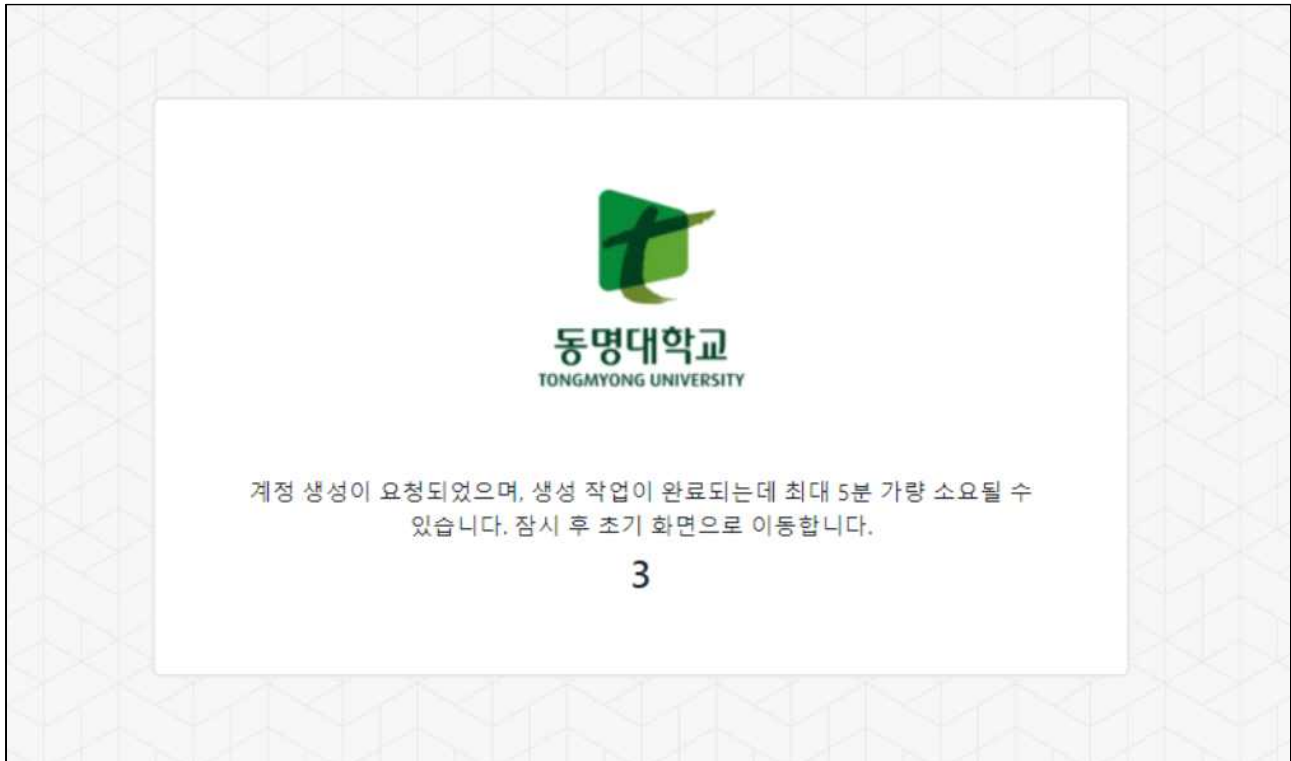 동명대학교
TONGMYONG UNIVERSITY
계정 생성이 요청되었으며, 생성 작업이 완료되는데 최대 5분 가량 소요될 수
있습니다. 잠시 후 초기 화면으로 이동합니다.
3